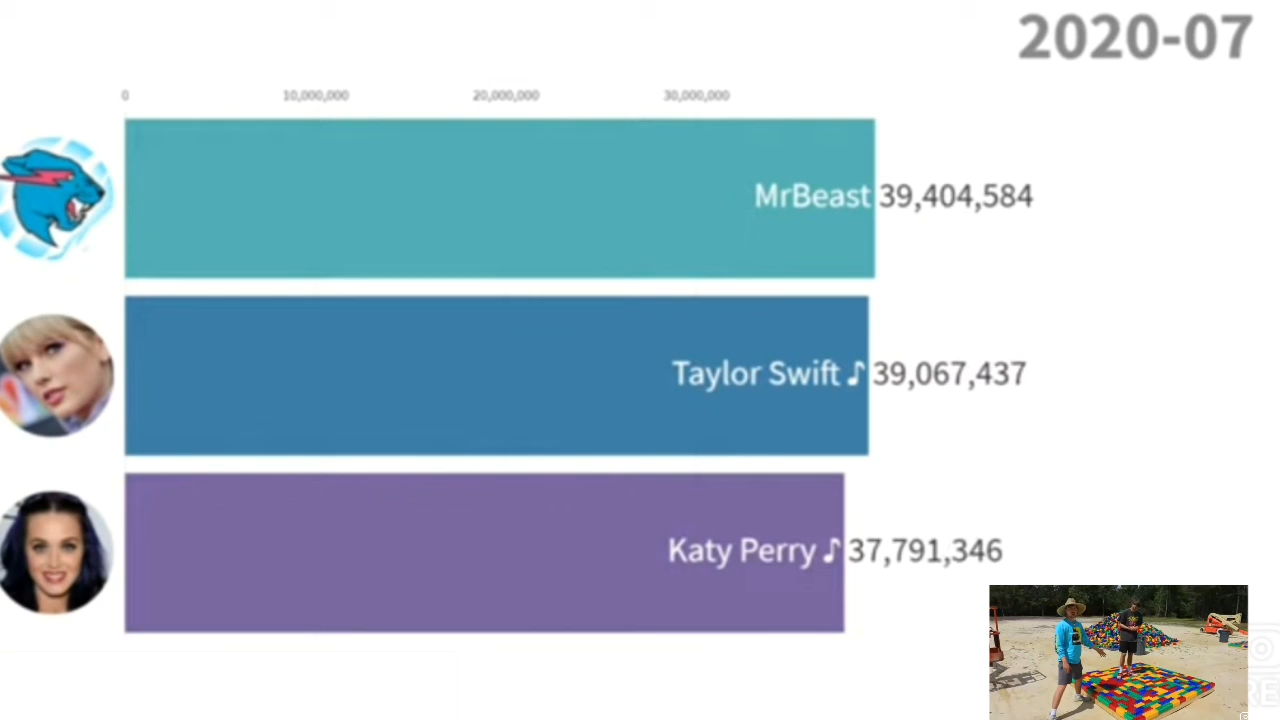 2020-07
0 10,000,000 20,000,000 30,000,000
MrBeast 39,404,584
Taylor Swift ♪ 39,067,437
Katy Perry ♪ 37,791,346